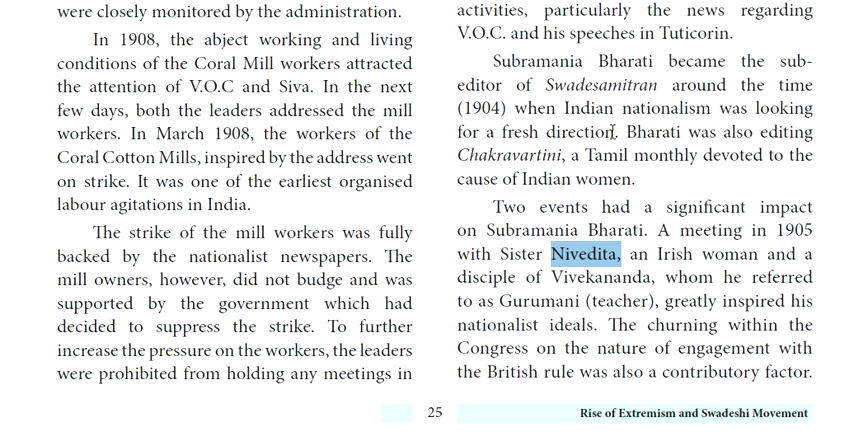 were closely monitored by the administration.
In 1908, the abject working and living
conditions of the Coral Mill workers attracted
the attention of V.O.C and Siva. In the next
few days, both the leaders addressed the mill
workers. In March 1908, the workers of the
Coral Cotton Mills, inspired by the address went
on strike. It was one of the earliest organised
labour agitations in India.
The strike of the mill workers was fully
backed by the nationalist newspapers. The
mill owners, however, did not budge and was
supported by the government which had
decided to suppress the strike. To further
increase the pressure on the workers, the leaders
were prohibited from holding any meetings in
activities, particularly the news regarding
V.O.C. and his speeches in Tuticorin.
Subramania Bharati became the sub-
editor of Swadesamitran around the time
(1904) when Indian nationalism was looking
for a fresh direction. Bharati was also editing
Chakravartini, a Tamil monthly devoted to the
cause of Indian women.
Two events had a significant impact
on Subramania Bharati. A meeting in 1905
with Sister Nivedita, an Irish woman and a
disciple of Vivekananda, whom he referred
to as Gurumani (teacher), greatly inspired his
nationalist ideals. The churning within the
Congress on the nature of engagement with
the British rule was also a contributory factor.
25
Rise of Extremism and Swadeshi Movement